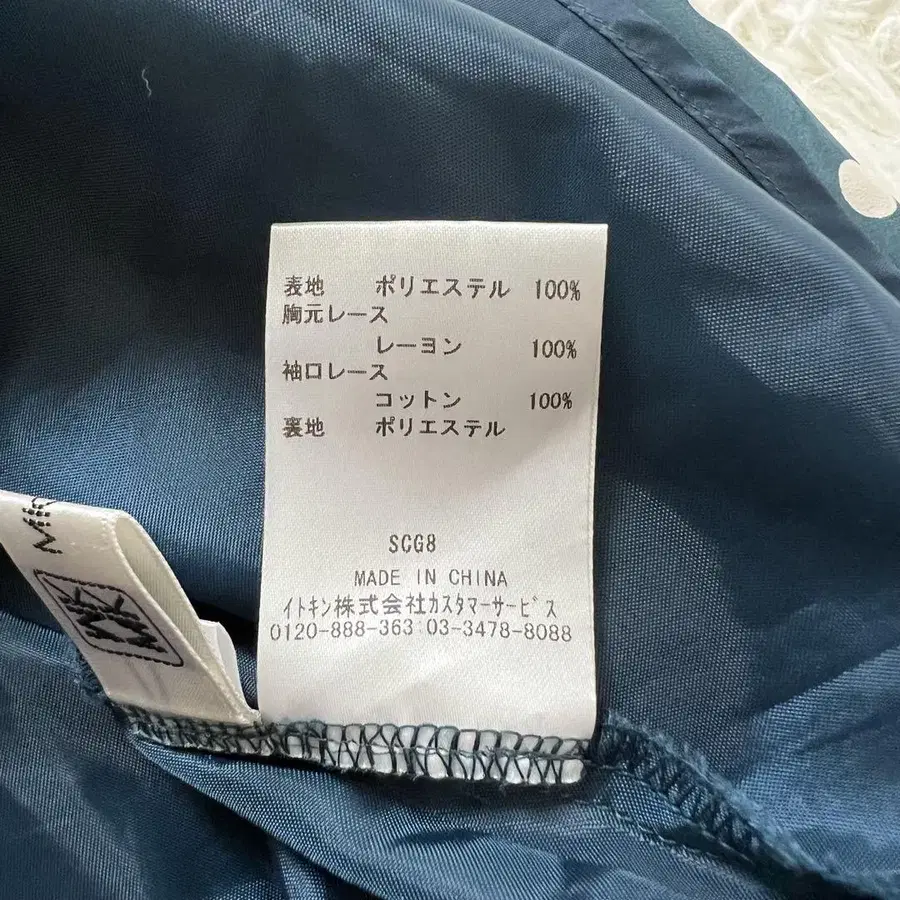 表地 ポリエステル 100%
胸元レース
レーヨン 100%
袖口レース
コットン 100%
裏地 ポリエステル
SCG8
MADE IN CHINA
イトキン株式会社カスタマーサービス
0120-888-363 03-3478-8088